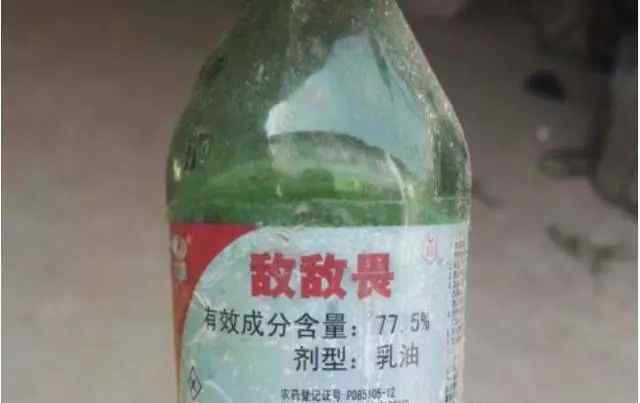 敌敌畏
有效成分含量：77.5%
剂型：乳油
农药登记证号 PD85105-12